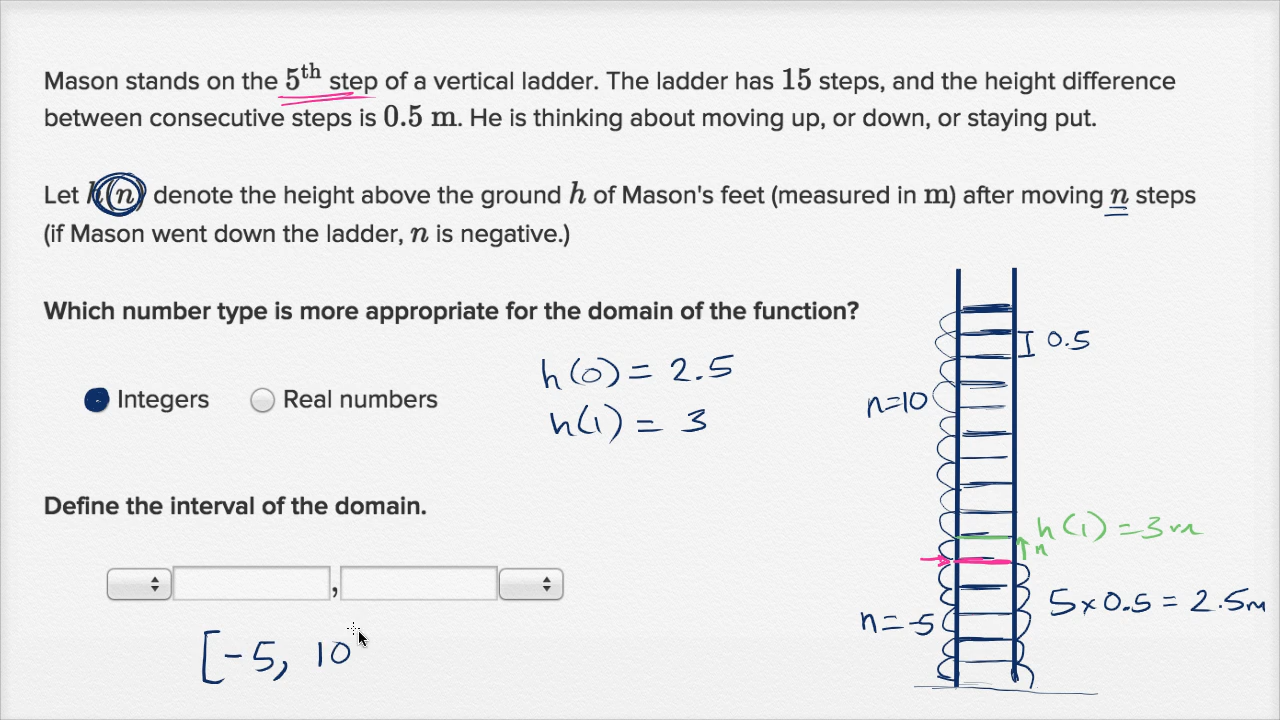 Mason stands on the 5th step of a vertical ladder. The ladder has 15 steps, and the height difference
between consecutive steps is 0.5 m. He is thinking about moving up, or down, or staying put.
Let h(n) denote the height above the ground h of Mason's feet (measured in m) after moving n steps
(if Mason went down the ladder, n is negative.)
Which number type is more appropriate for the domain of the function?
Integers Real numbers
h(0) = 2.5
h(1) = 3
Define the interval of the domain.
,
[-5, 10
0.5
n=10
h(1) = 3m
n
5 x 0.5 = 2.5m
n=-5